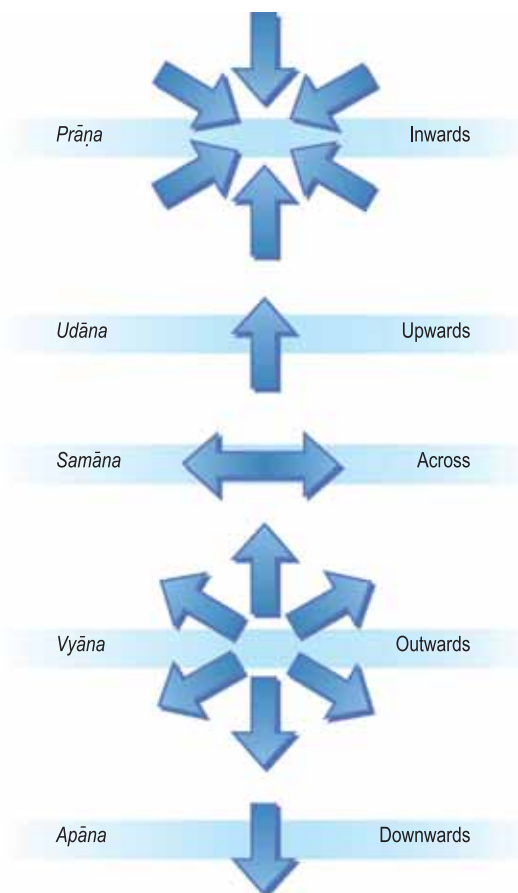 Prāṇa Inwards
Udāna Upwards
Samāna Across
Vyāna Outwards
Apāna Downwards